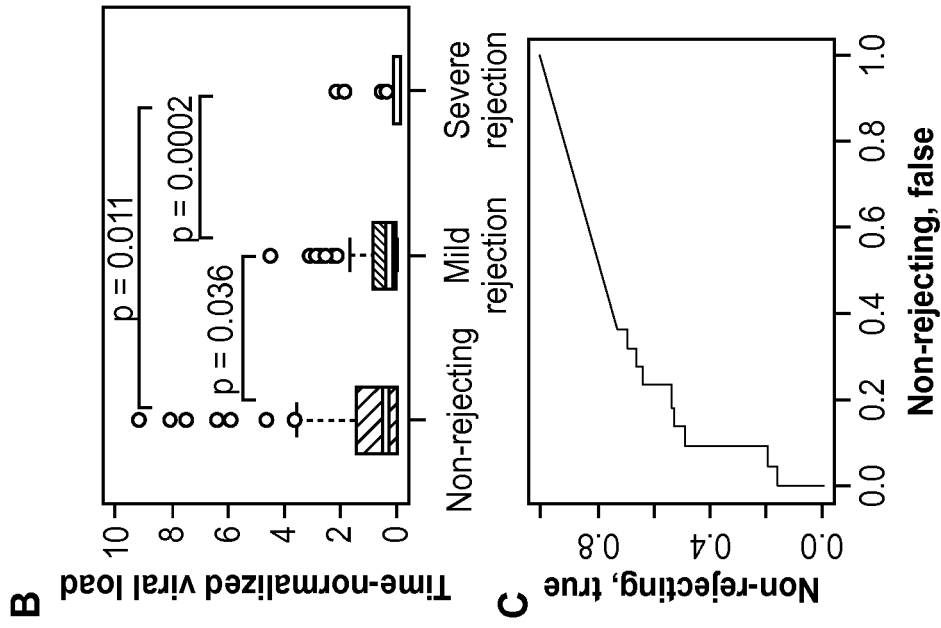 B
Time-normalized viral load
10
8
6
4
2
0
p = 0.011
p = 0.0002
p = 0.036
Non-rejecting
Mild
rejection
Severe
rejection
C
Non-rejecting, true
0.8
0.4
0.0
0.0
0.2
0.4
0.6
0.8
1.0
Non-rejecting, false